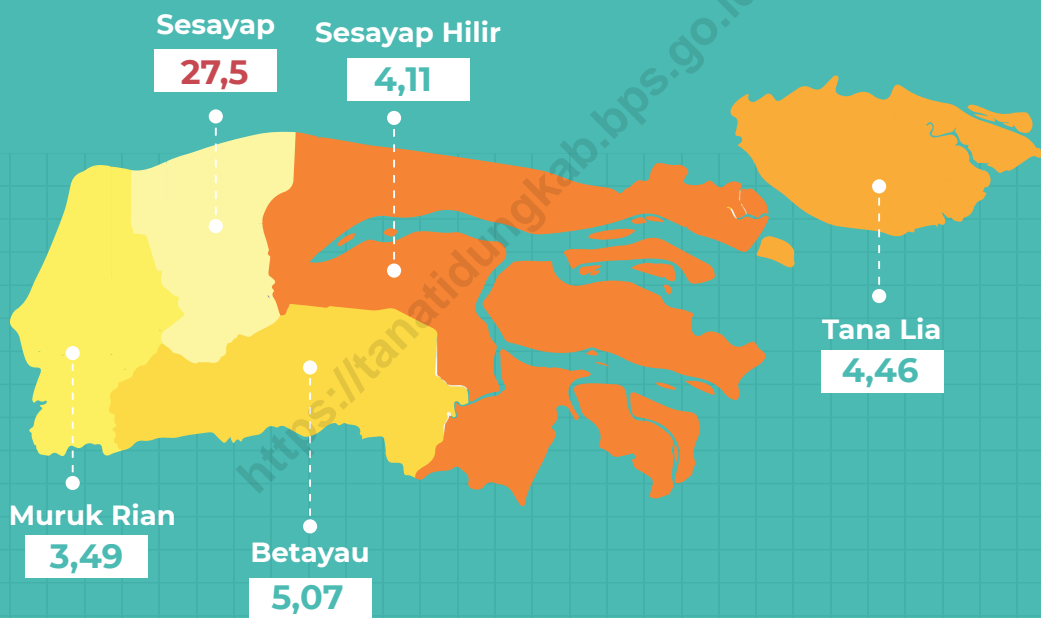 Sesayap
27,5
Sesayap Hilir
4,11
Tana Lia
4,46
Muruk Rian
3,49
Betayau
5,07
https://tanatidungkab.bps.go.id